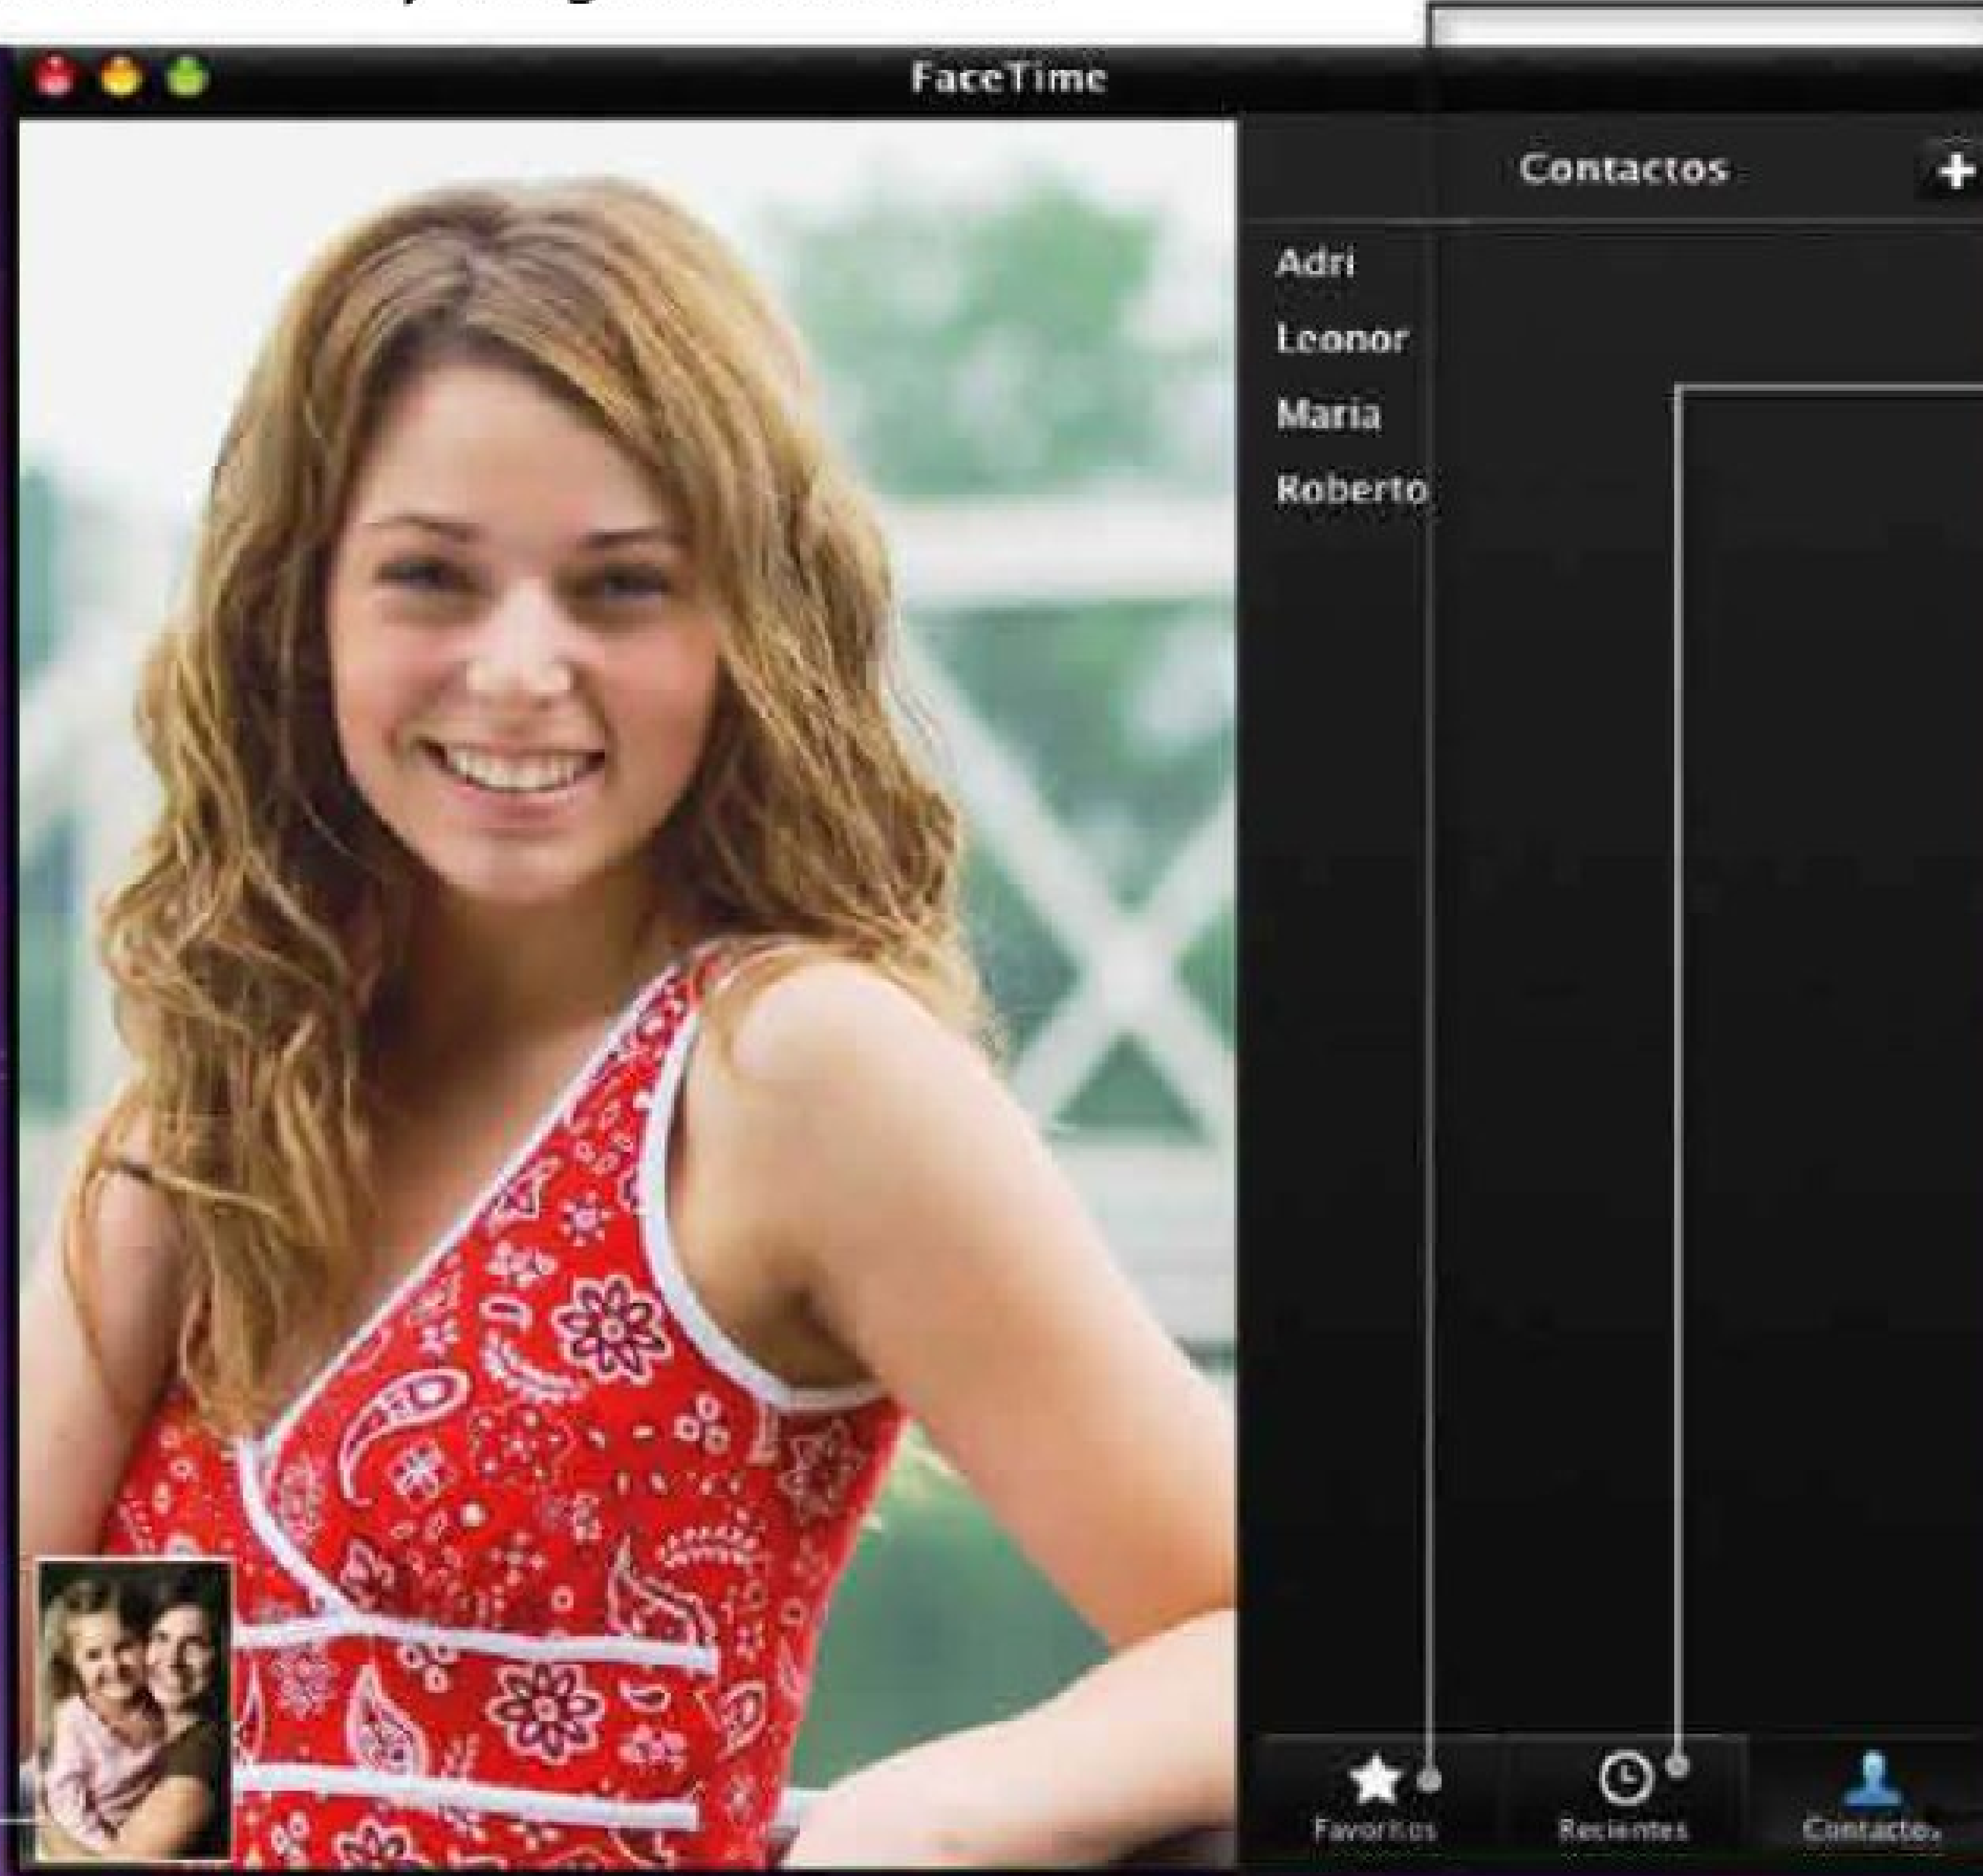 FaceTime
Contactos
Adri
Leonor
Maria
Roberto
Favoritos
Recientes
Contactos